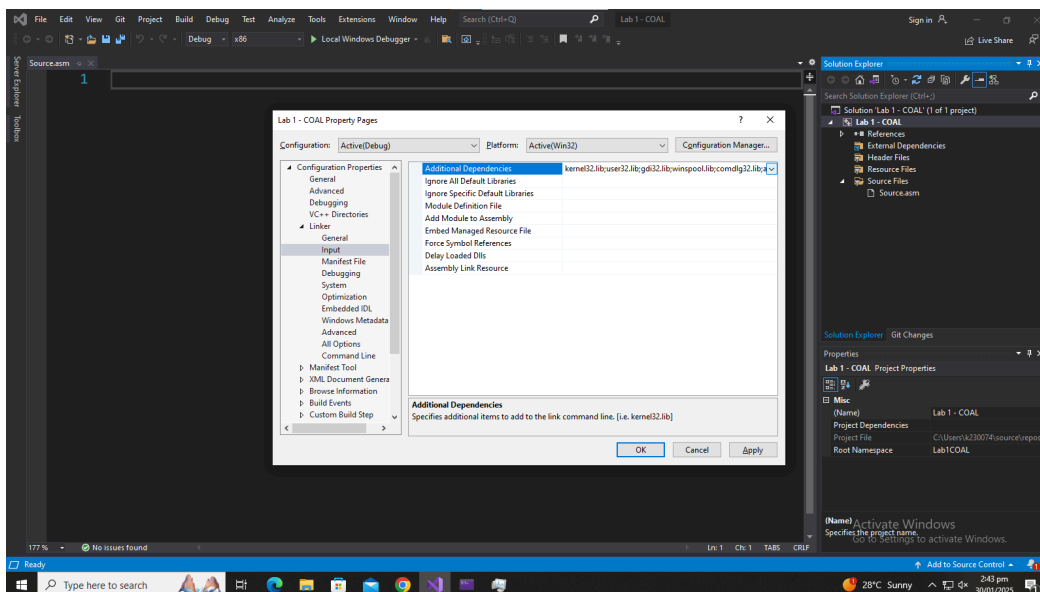 File Edit View Git Project Build Debug Test Analyze Tools Extensions Window Help Search (Ctrl+Q) Lab 1 - COAL Sign in
Debug x86 Local Windows Debugger Live Share
Server Explorer
Toolbox
Source.asm
1
Lab 1 - COAL Property Pages ? ×
Configuration: Active(Debug) Platform: Active(Win32) Configuration Manager...
Configuration Properties
General
Advanced
Debugging
VC++ Directories
Linker
General
Input
Manifest File
Debugging
System
Optimization
Embedded IDL
Windows Metadata
Advanced
All Options
Command Line
Manifest Tool
XML Document Genera
Browse Information
Build Events
Custom Build Step
Additional Dependencies kernel32.lib;user32.lib;gdi32.lib;winspool.lib;comdlg32.lib;a
Ignore All Default Libraries
Ignore Specific Default Libraries
Module Definition File
Add Module to Assembly
Embed Managed Resource File
Force Symbol References
Delay Loaded Dlls
Assembly Link Resource
Additional Dependencies
Specifies additional items to add to the link command line. [i.e. kernel32.lib]
OK Cancel Apply
Solution Explorer
Search Solution Explorer (Ctrl+;)
Solution 'Lab 1 - COAL' (1 of 1 project)
Lab 1 - COAL
References
External Dependencies
Header Files
Resource Files
Source Files
Source.asm
Solution Explorer Git Changes
Properties
Lab 1 - COAL Project Properties
Misc
(Name) Lab 1 - COAL
Project Dependencies
Project File C:\Users\k230074\source\repos
Root Namespace Lab1COAL
(Name)
Specifies the project name.
Activate Windows
Go to Settings to activate Windows.
177 % No issues found Ln: 1 Ch: 1 TABS CRLF
Ready Add to Source Control
Type here to search 28°C Sunny 2:43 pm
30/01/2025